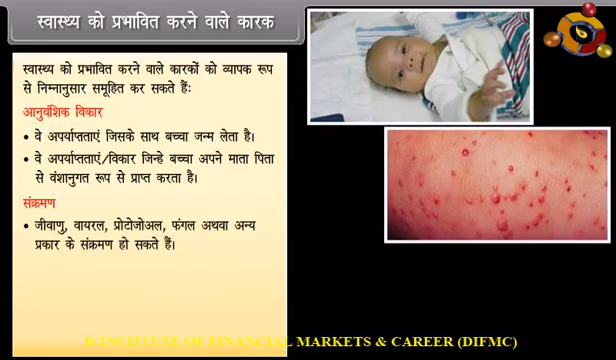 स्वास्थ्य को प्रभावित करने वाले कारक
स्वास्थ्य को प्रभावित करने वाले कारकों को व्यापक रूप
से निम्नानुसार समूहित कर सकते हैं:
आनुवंशिक विकार
• वे अपर्याप्तताएं जिसके साथ बच्चा जन्म लेता है।
• वे अपर्याप्तताएं/विकार जिन्हे बच्चा अपने माता पिता
से वंशानुगत रूप से प्राप्त करता है।
संक्रमण
• जीवाणु, वायरल, प्रोटोजोअल, फंगल अथवा अन्य
प्रकार के संक्रमण हो सकते हैं।
D INSTITUTE OF FINANCIAL MARKETS & CAREER (DIFMC)